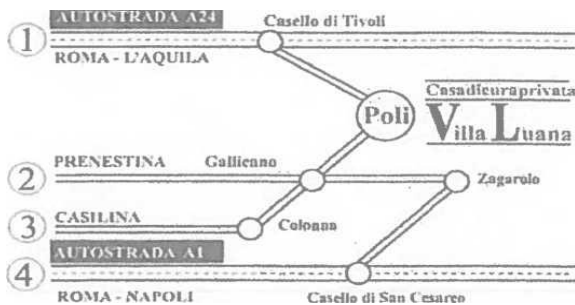 AUTOSTRADA A24
Casello di Tivoli
1
ROMA - L'AQUILA
Casadicuraprivata
Poli
Villa Luana
PRENESTINA
Gallicano
2
Zagarolo
CASILINA
3
Colonna
AUTOSTRADA A1
4
ROMA - NAPOLI
Casello di San Cesareo